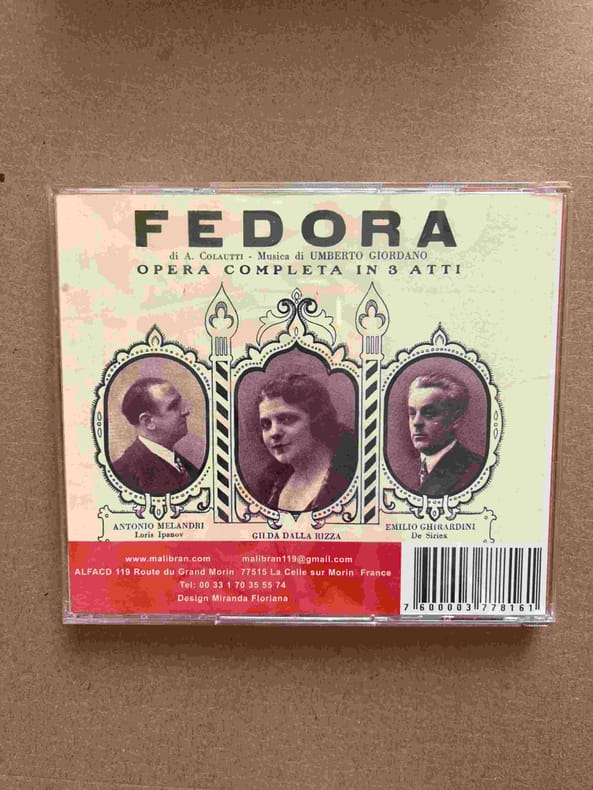 FEDORA
di A. COLAUTTI - Musica di UMBERTO GIORDANO
OPERA COMPLETA IN 3 ATTI
ANTONIO MELANDRI
Loris Ipanov
GILDA DALLA RIZZA
EMILIO GHIRARDINI
De Siriex
www.malibran.com malibran119@gmail.com
ALFACD 119 Route du Grand Morin 77515 La Celle sur Morin France
Tel: 00 33 1 70 35 55 74
Design Miranda Floriana
7 600003 778161